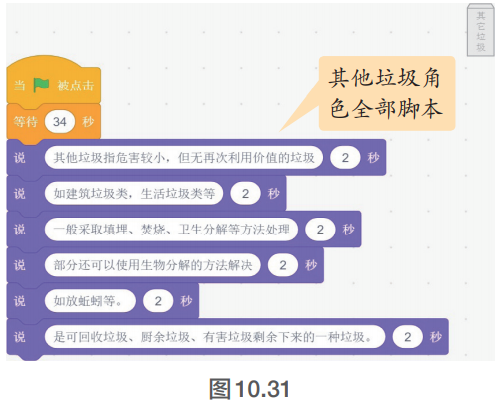 其它垃圾
其他垃圾角
色全部脚本
当 被点击
等待 34 秒
说 其他垃圾指危害较小，但无再次利用价值的垃圾 2 秒
说 如建筑垃圾类，生活垃圾类等 2 秒
说 一般采取填埋、焚烧、卫生分解等方法处理 2 秒
说 部分还可以使用生物分解的方法解决 2 秒
说 如放蚯蚓等。 2 秒
说 是可回收垃圾、厨余垃圾、有害垃圾剩余下来的一种垃圾。 2 秒
图10.31